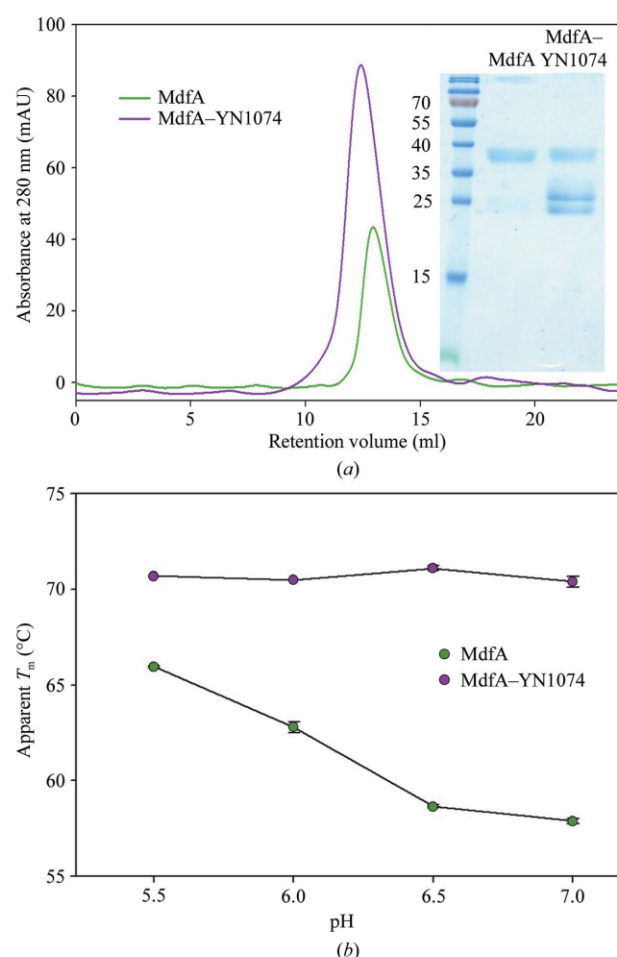 100
80
60
40
20
0
Absorbance at 280 nm (mAU)
MdfA
MdfA–YN1074
MdfA–
MdfA YN1074
70
55
40
35
25
15
0 5 10 15 20
Retention volume (ml)
(a)
75
70
65
60
55
Apparent Tm (°C)
MdfA
MdfA–YN1074
5.5 6.0 6.5 7.0
pH
(b)